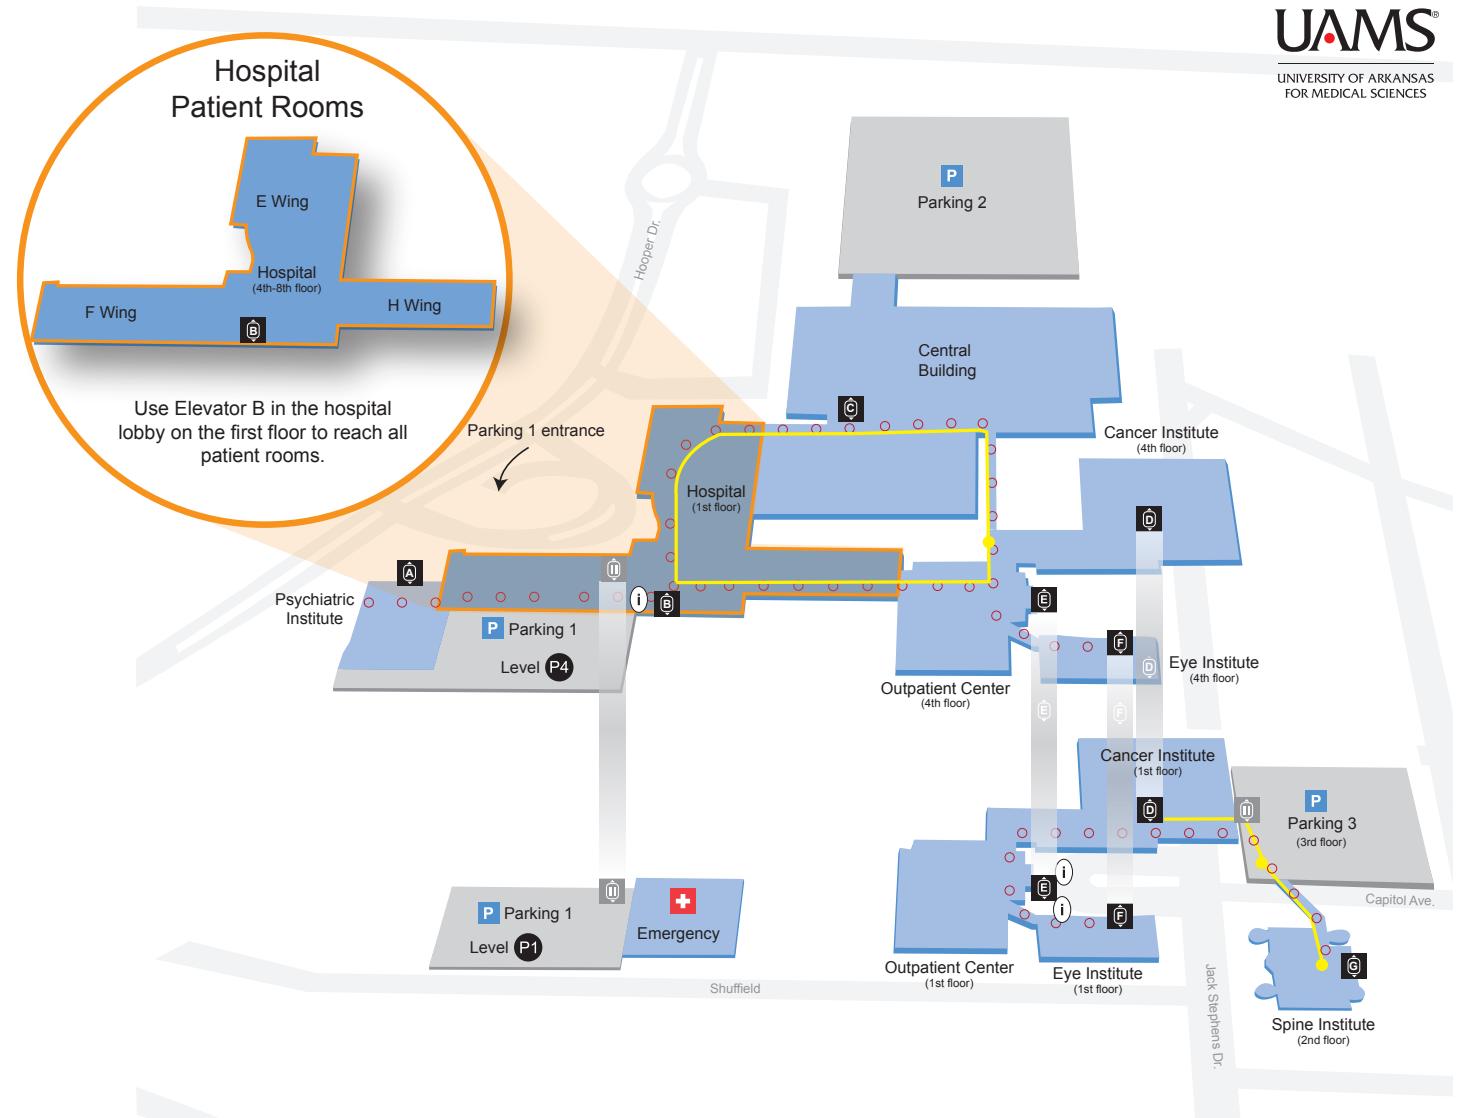 UAMS®
UNIVERSITY OF ARKANSAS
FOR MEDICAL SCIENCES
Hospital
Patient Rooms
E Wing
Hospital
(4th-8th floor)
F Wing
H Wing
B
Use Elevator B in the hospital
lobby on the first floor to reach all
patient rooms.
Hooper Dr.
P
Parking 2
Central
Building
C
Parking 1 entrance
Cancer Institute
(4th floor)
D
Hospital
(1st floor)
A
Psychiatric
Institute
i
B
P Parking 1
Level P4
E
F
D
Eye Institute
(4th floor)
Outpatient Center
(4th floor)
E
F
Cancer Institute
(1st floor)
D
P
Parking 3
(3rd floor)
i
E
i
F
Capitol Ave.
P Parking 1
Level P1
Emergency
G
Outpatient Center
(1st floor)
Eye Institute
(1st floor)
Shuffield
Jack Stephens Dr.
Spine Institute
(2nd floor)